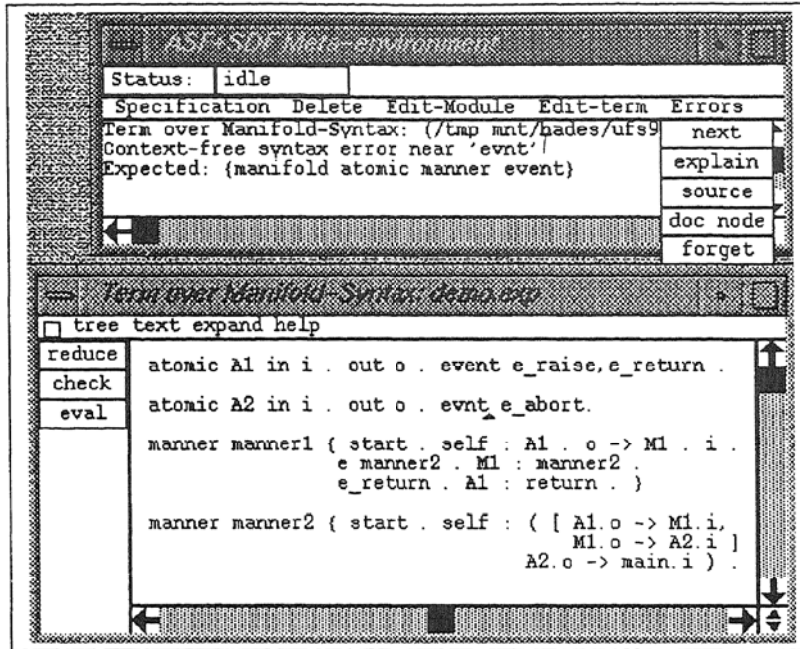 ASF+SDF Meta-environment
Status: idle
Specification Delete Edit-Module Edit-term Errors
Term over Manifold-Syntax: (/tmp mnt/hades/ufs9
Context-free syntax error near 'evnt'
Expected: {manifold atomic manner event}
next
explain
source
doc node
forget
Term over Manifold-Syntax: demo.exp
tree text expand help
reduce
check
eval
atomic A1 in i . out o . event e_raise,e_return .
atomic A2 in i . out o . evnt e_abort.
manner manner1 { start . self : A1 . o -> M1 . i .
e manner2 . M1 : manner2 .
e_return . A1 : return . }
manner manner2 { start . self : ( [ A1.o -> M1.i,
M1.o -> A2.i ]
A2.o -> main.i ) .